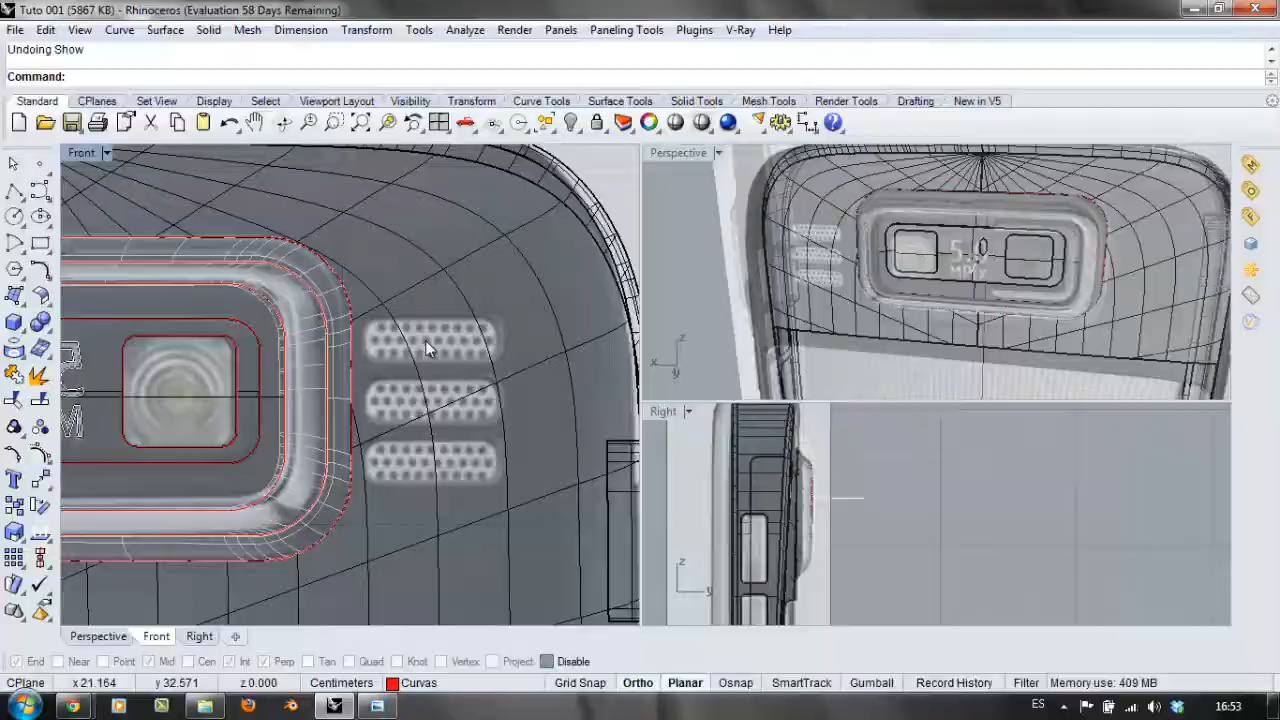 Tuto 001 (5867 KB) - Rhinoceros (Evaluation 58 Days Remaining)
File Edit View Curve Surface Solid Mesh Dimension Transform Tools Analyze Render Panels Paneling Tools Plugins V-Ray Help
Undoing Show
Command:
Standard CPlanes Set View Display Select Viewport Layout Visibility Transform Curve Tools Surface Tools Solid Tools Mesh Tools Render Tools Drafting New in V5
Front
Perspective
5.0
MPIX
z
x
y
Right
z
y
Perspective Front Right
End Near Point Mid Cen Int Perp Tan Quad Knot Vertex Project Disable
CPlane x 21.164 y 32.571 z 0.000 Centimeters Curvas Grid Snap Ortho Planar Osnap SmartTrack Gumball Record History Filter Memory use: 409 MB
ES 16:53